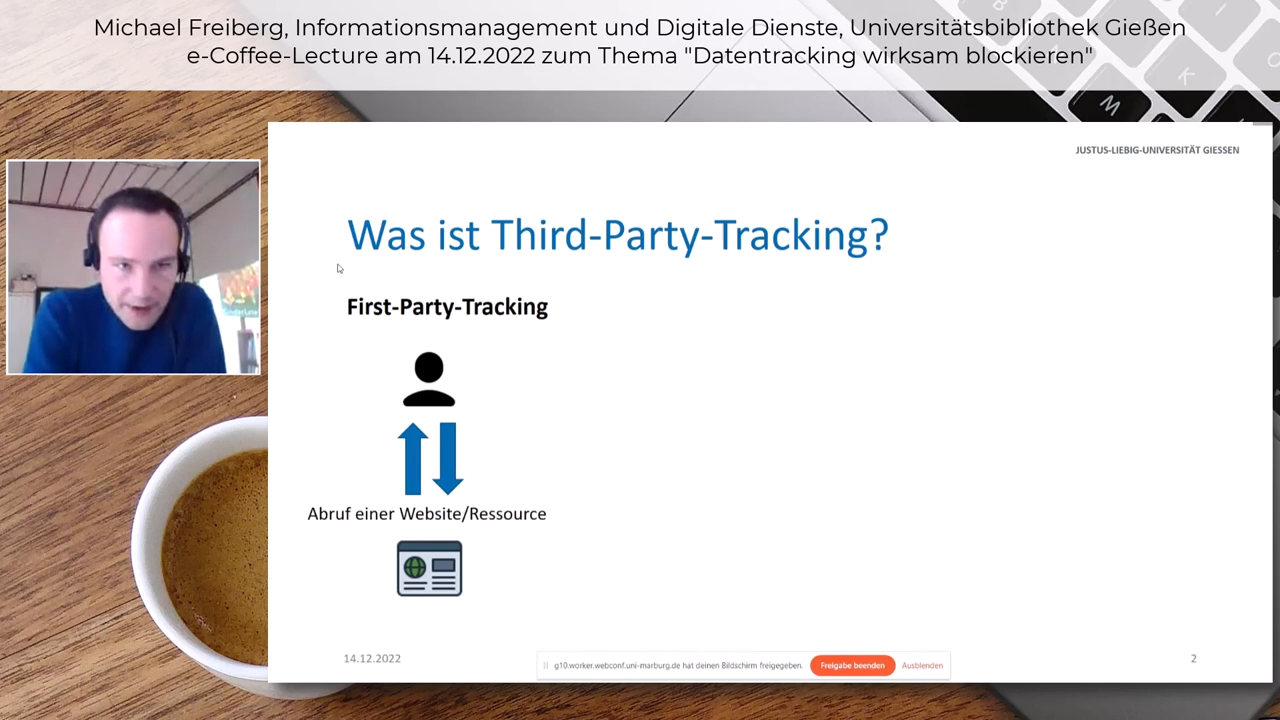 Michael Freiberg, Informationsmanagement und Digitale Dienste, Universitätsbibliothek Gießen
e-Coffee-Lecture am 14.12.2022 zum Thema "Datentracking wirksam blockieren"
JUSTUS-LIEBIG-UNIVERSITÄT GIESSEN
Was ist Third-Party-Tracking?
First-Party-Tracking
Abruf einer Website/Ressource
14.12.2022
g10.worker.webconf.uni-marburg.de hat deinen Bildschirm freigegeben.
Freigabe beenden
Ausblenden
2
B
I
K
M